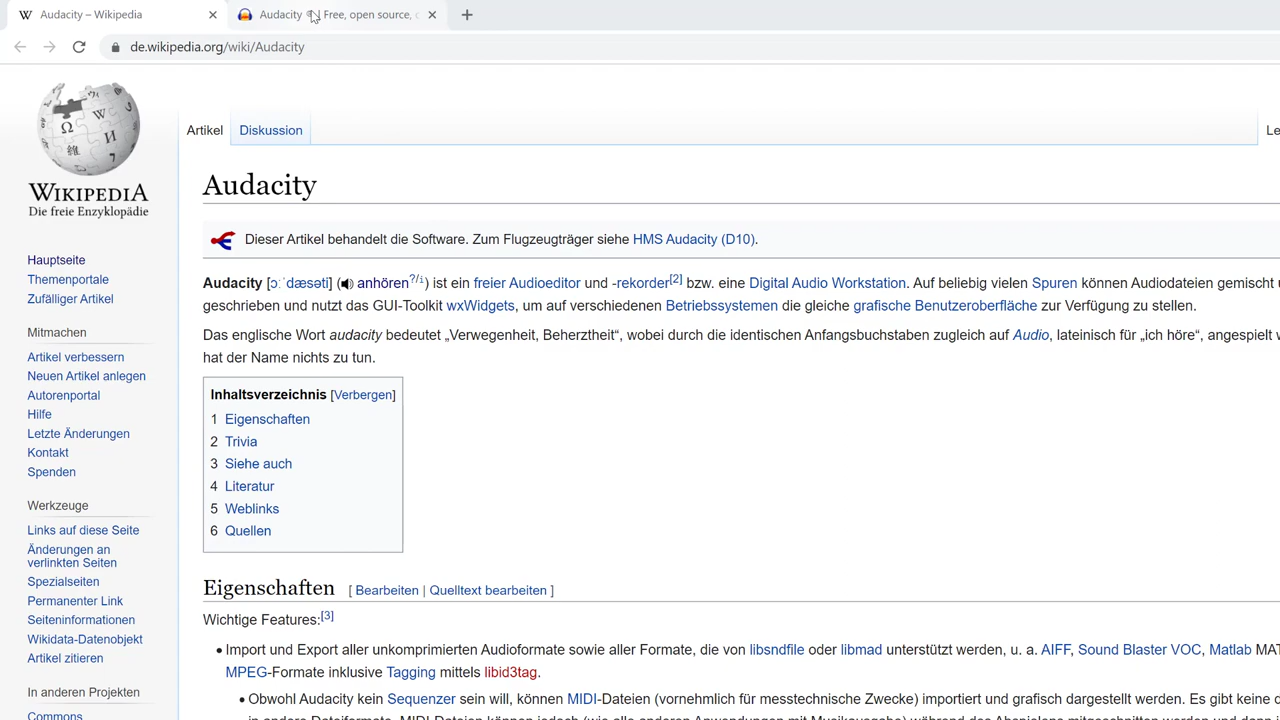 Audacity – Wikipedia
Audacity | Free, open source,
de.wikipedia.org/wiki/Audacity
WIKIPEDIA
Die freie Enzyklopädie
Hauptseite
Themenportale
Zufälliger Artikel
Mitmachen
Artikel verbessern
Neuen Artikel anlegen
Autorenportal
Hilfe
Letzte Änderungen
Kontakt
Spenden
Werkzeuge
Links auf diese Seite
Änderungen an
verlinkten Seiten
Spezialseiten
Permanenter Link
Seiteninformationen
Wikidata-Datenobjekt
Artikel zitieren
In anderen Projekten
Commons
Artikel Diskussion
Le
Audacity
Dieser Artikel behandelt die Software. Zum Flugzeugträger siehe HMS Audacity (D10).
Audacity [ɔːˈdæsəti] (anhören?/i) ist ein freier Audioeditor und -rekorder[2] bzw. eine Digital Audio Workstation. Auf beliebig vielen Spuren können Audiodateien gemischt
geschrieben und nutzt das GUI-Toolkit wxWidgets, um auf verschiedenen Betriebssystemen die gleiche grafische Benutzeroberfläche zur Verfügung zu stellen.
Das englische Wort audacity bedeutet „Verwegenheit, Beherztheit“, wobei durch die identischen Anfangsbuchstaben zugleich auf Audio, lateinisch für „ich höre“, angespielt
hat der Name nichts zu tun.
Inhaltsverzeichnis [Verbergen]
1 Eigenschaften
2 Trivia
3 Siehe auch
4 Literatur
5 Weblinks
6 Quellen
Eigenschaften [ Bearbeiten | Quelltext bearbeiten ]
Wichtige Features:[3]
• Import und Export aller unkomprimierten Audioformate sowie aller Formate, die von libsndfile oder libmad unterstützt werden, u. a. AIFF, Sound Blaster VOC, Matlab MAT
MPEG-Formate inklusive Tagging mittels libid3tag.
• Obwohl Audacity kein Sequenzer sein will, können MIDI-Dateien (vornehmlich für messtechnische Zwecke) importiert und grafisch dargestellt werden. Es gibt keine